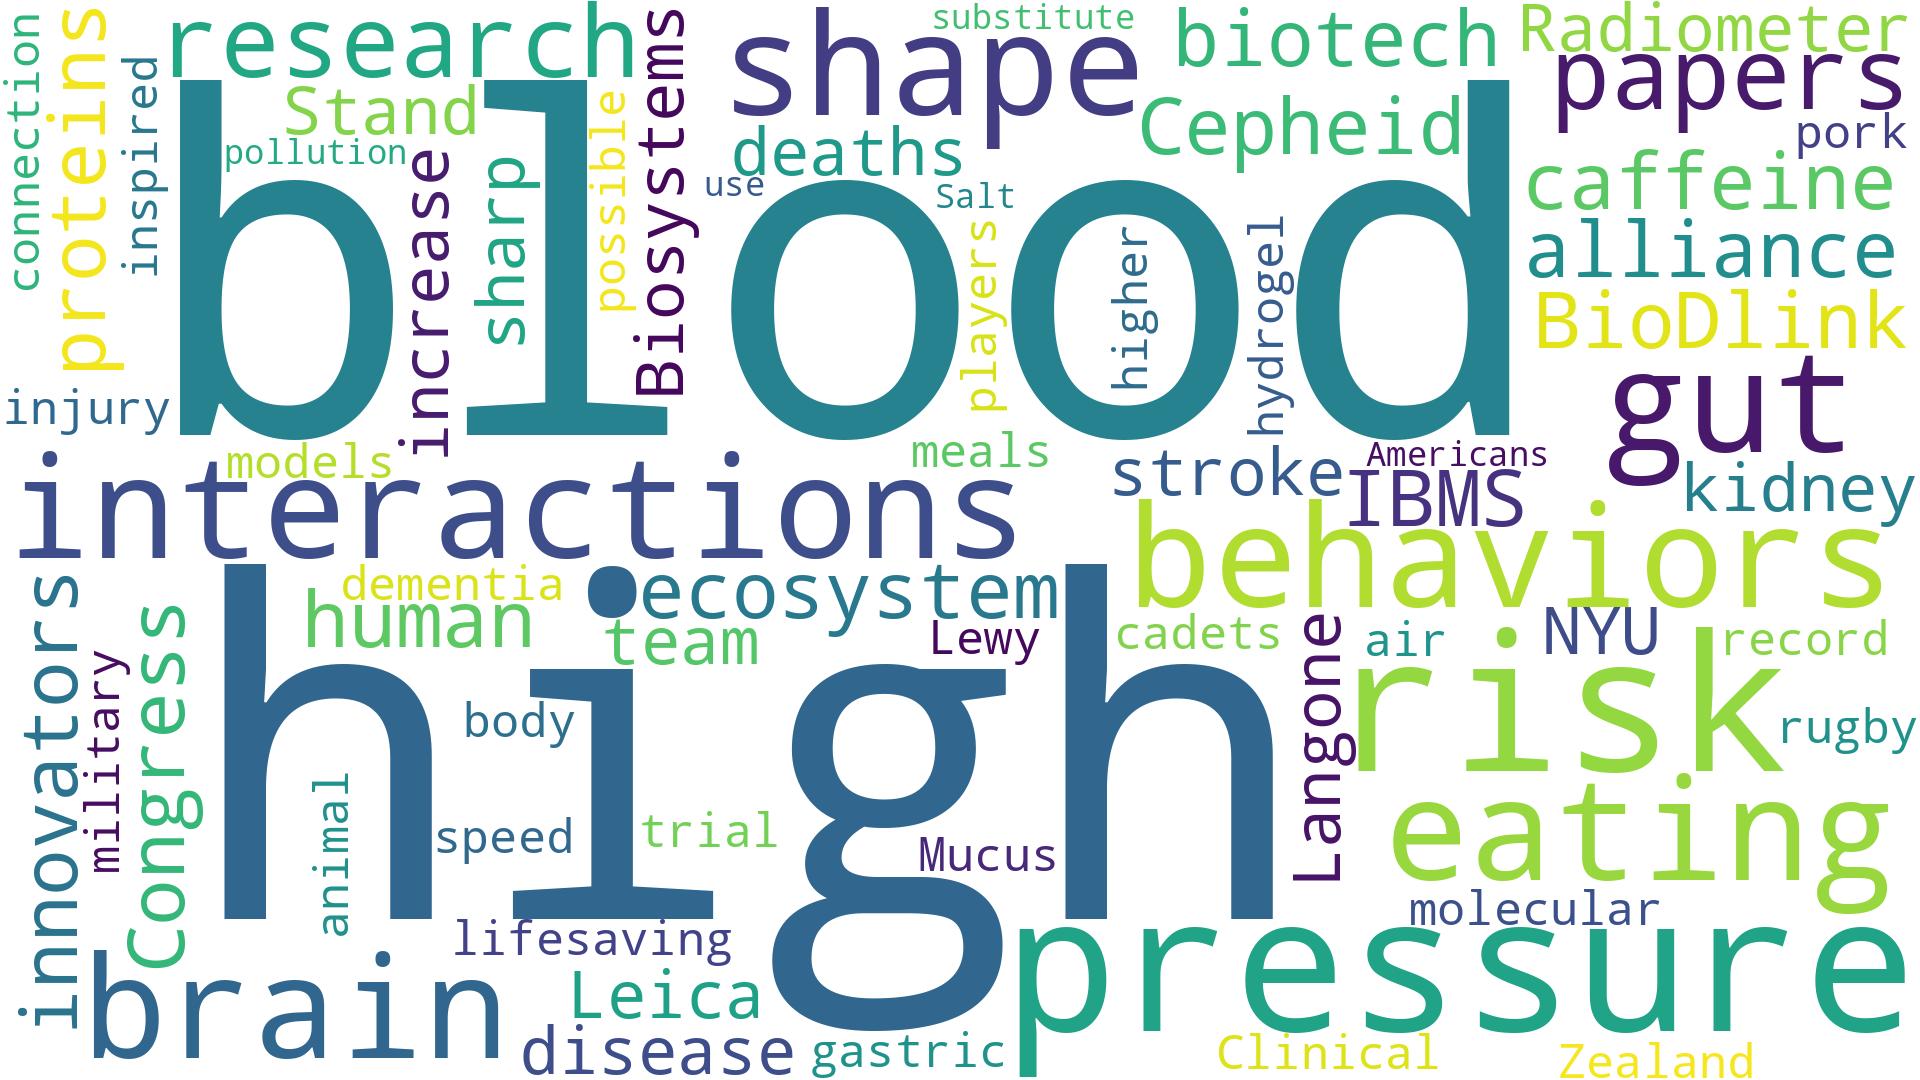 connection
proteins
inspired
research
Biosystems
shape
substitute
biotech
Radiometer
papers
pork
Stand
pollution
blood
increase
sharp
possible
deaths
use
Salt
players
Cepheid
higher
hydrogel
caffeine
alliance
BioDlink
gut
injury
models
meals
stroke
Americans
IBMS
kidney
interactions
behaviors
innovators
military
Congress
dementia
human
ecosystem
team
Lewy
cadets
air
NYU
record
high
body
Langone
risk
rugby
animal
speed
trial
Mucus
eating
molecular
lifesaving
brain
Leica
pressure
disease
gastric
Clinical
Zealand